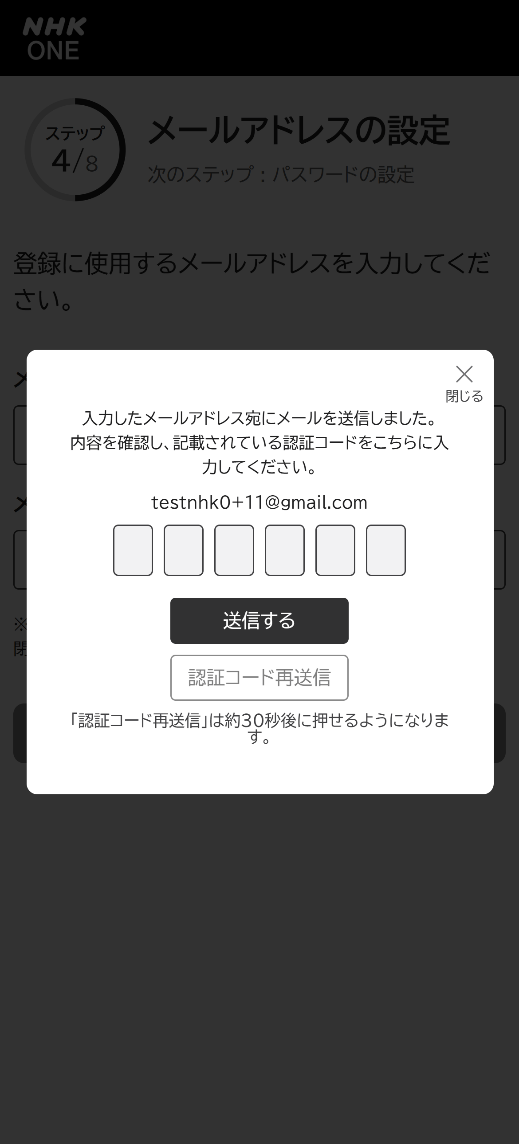 NHK
ONE
ステップ
4/8
メールアドレスの設定
次のステップ：パスワードの設定
登録に使用するメールアドレスを入力してくだ
さい。
閉じる
メ
入力したメールアドレス宛にメールを送信しました。
内容を確認し、記載されている認証コードをこちらに入
力してください。
testnhk0+11@gmail.com
メ
送信する
※
閉
認証コード再送信
「認証コード再送信」は約30秒後に押せるようになりま
す。